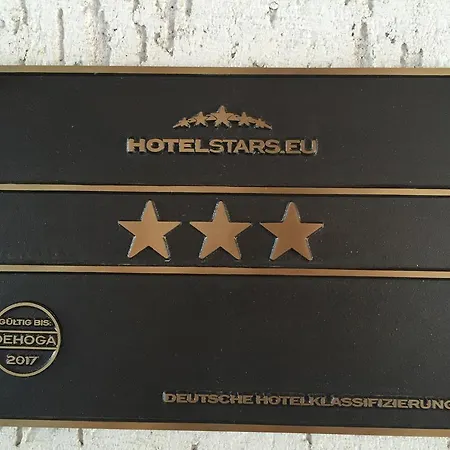 HOTELSTARS.EU
GÜLTIG BIS:
DEHOGA
2017
DEUTSCHE HOTELKLASSIFIZIERUNG